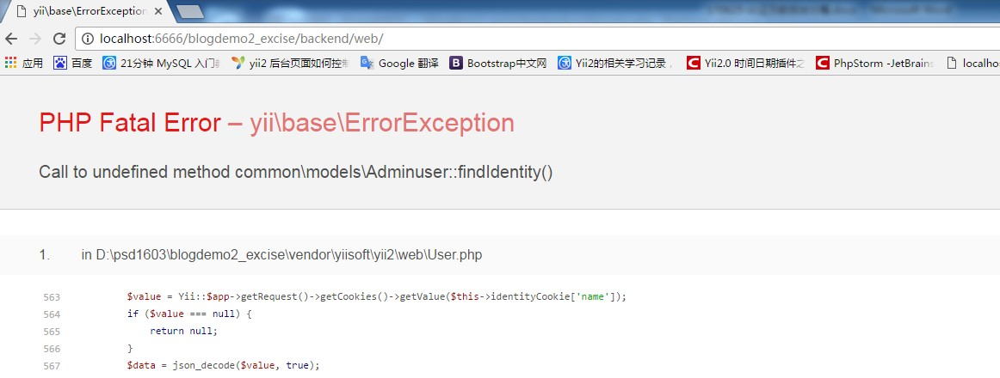 yii\base\ErrorException
localhost:6666/blogdemo2_excise/backend/web/
应用 百度 21分钟 MySQL 入门 yii2 后台页面如何控制 Google 翻译 Bootstrap中文网 Yii2的相关学习记录, Yii2.0 时间日期插件之 PhpStorm -JetBrains localho
PHP Fatal Error – yii\base\ErrorException
Call to undefined method common\models\Adminuser::findIdentity()
1. in D:\psd1603\blogdemo2_excise\vendor\yiisoft\yii2\web\User.php
563 $value = Yii::$app->getRequest()->getCookies()->getValue($this->identityCookie['name']);
564 if ($value === null) {
565 return null;
566 }
567 $data = json_decode($value, true);